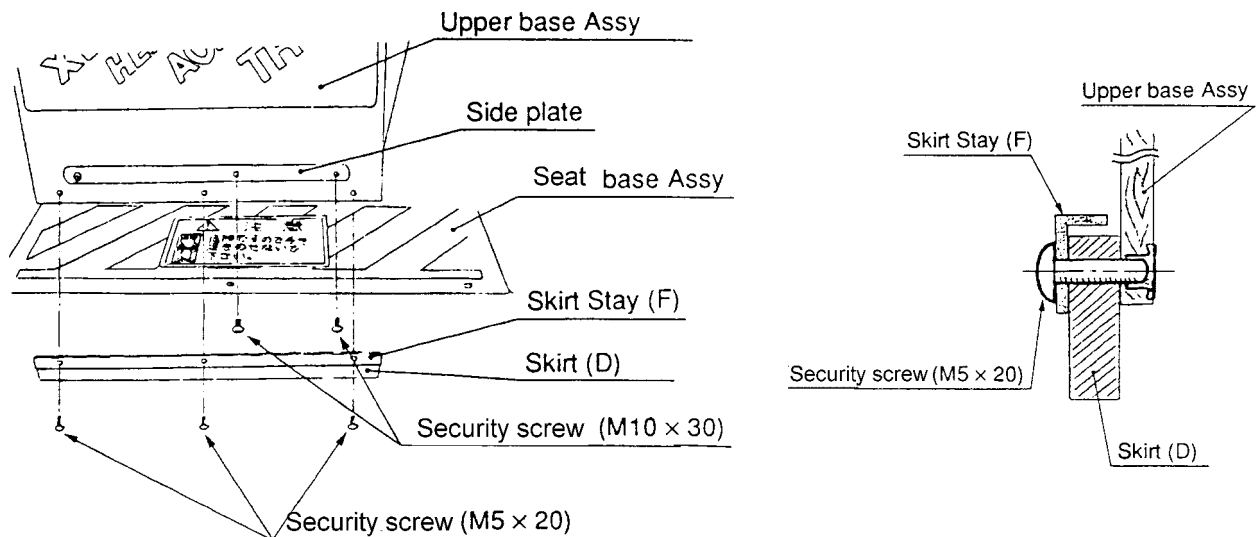 Upper base Assy
Side plate
Seat base Assy
Skirt Stay (F)
Skirt (D)
Security screw (M10 × 30)
Security screw (M5 × 20)
Upper base Assy
Skirt Stay (F)
Security screw (M5 × 20)
Skirt (D)